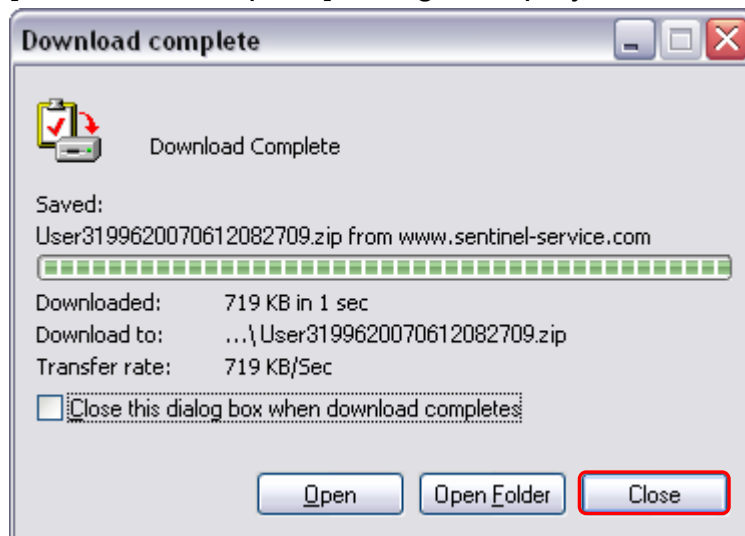 Download complete
Download Complete
Saved:
User3199620070612082709.zip from www.sentinel-service.com
Downloaded: 719 KB in 1 sec
Download to: ...\User3199620070612082709.zip
Transfer rate: 719 KB/Sec
Close this dialog box when download completes
Open Open Folder Close